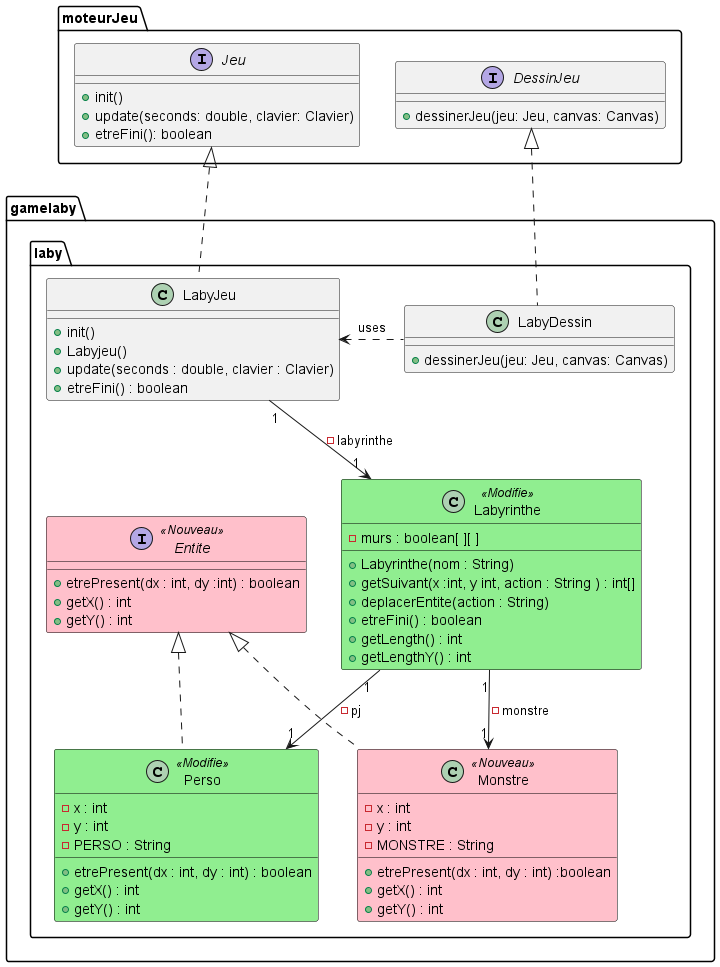 moteurJeu
I Jeu
init()
update(seconds: double, clavier: Clavier)
etreFini(): boolean
I DessinJeu
dessinerJeu(jeu: Jeu, canvas: Canvas)
gamelaby
laby
C LabyJeu
init()
Labyjeu()
update(seconds : double, clavier : Clavier)
etreFini() : boolean
uses
C LabyDessin
dessinerJeu(jeu: Jeu, canvas: Canvas)
1
labyrinthe
1
C «Modifie»
Labyrinthe
murs : boolean[ ][ ]
Labyrinthe(nom : String)
getSuivant(x :int, y int, action : String ) : int[]
deplacerEntite(action : String)
etreFini() : boolean
getLength() : int
getLengthY() : int
I «Nouveau»
Entite
etrePresent(dx : int, dy :int) : boolean
getX() : int
getY() : int
1
pj
1
1
monstre
1
C «Modifie»
Perso
x : int
y : int
PERSO : String
etrePresent(dx : int, dy : int) : boolean
getX() : int
getY() : int
C «Nouveau»
Monstre
x : int
y : int
MONSTRE : String
etrePresent(dx : int, dy : int) :boolean
getX() : int
getY() : int